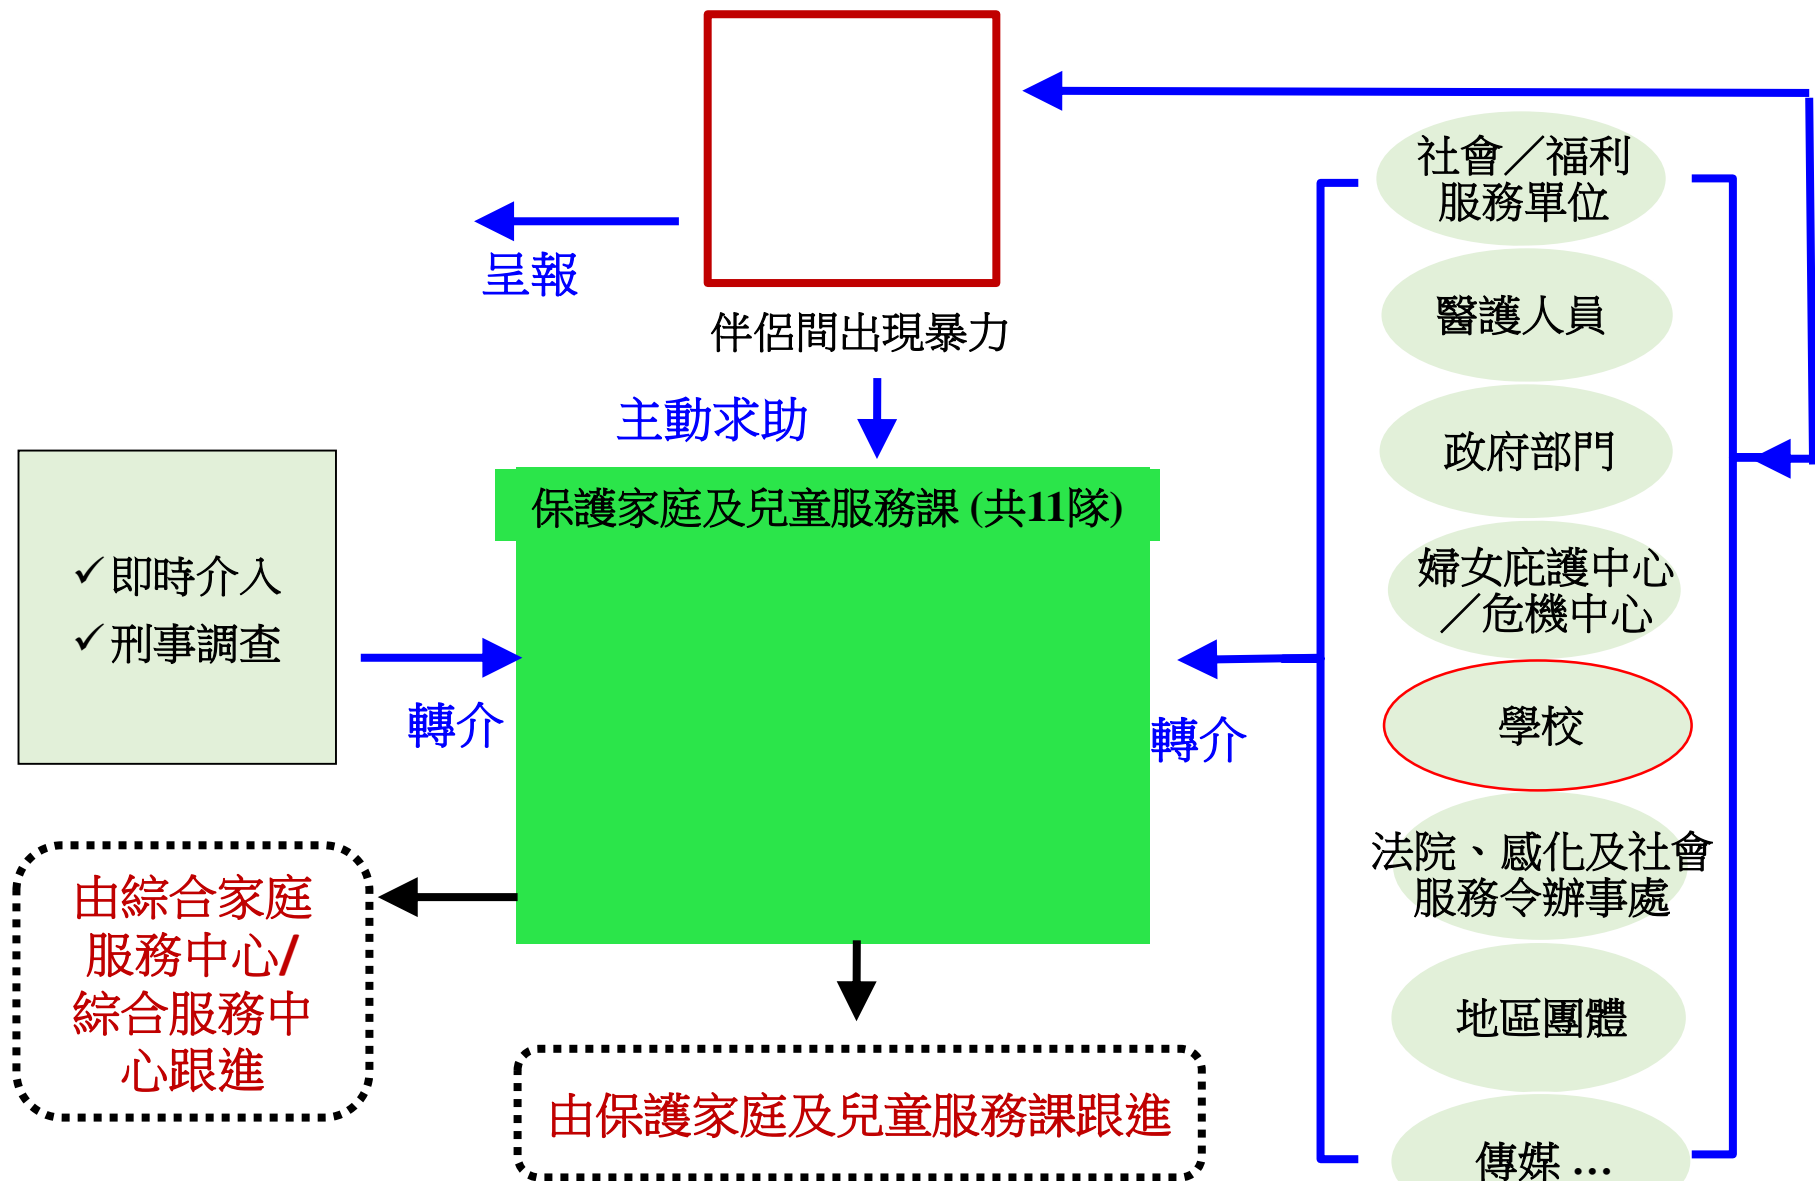 社會／福利
服務單位
呈報
醫護人員
伴侶間出現暴力
主動求助
政府部門
保護家庭及兒童服務課 (共11隊)
✓即時介入
✓刑事調查
婦女庇護中心
／危機中心
轉介
轉介
學校
法院、感化及社會
服務令辦事處
由綜合家庭
服務中心/
綜合服務中
心跟進
地區團體
由保護家庭及兒童服務課跟進
傳媒 ...